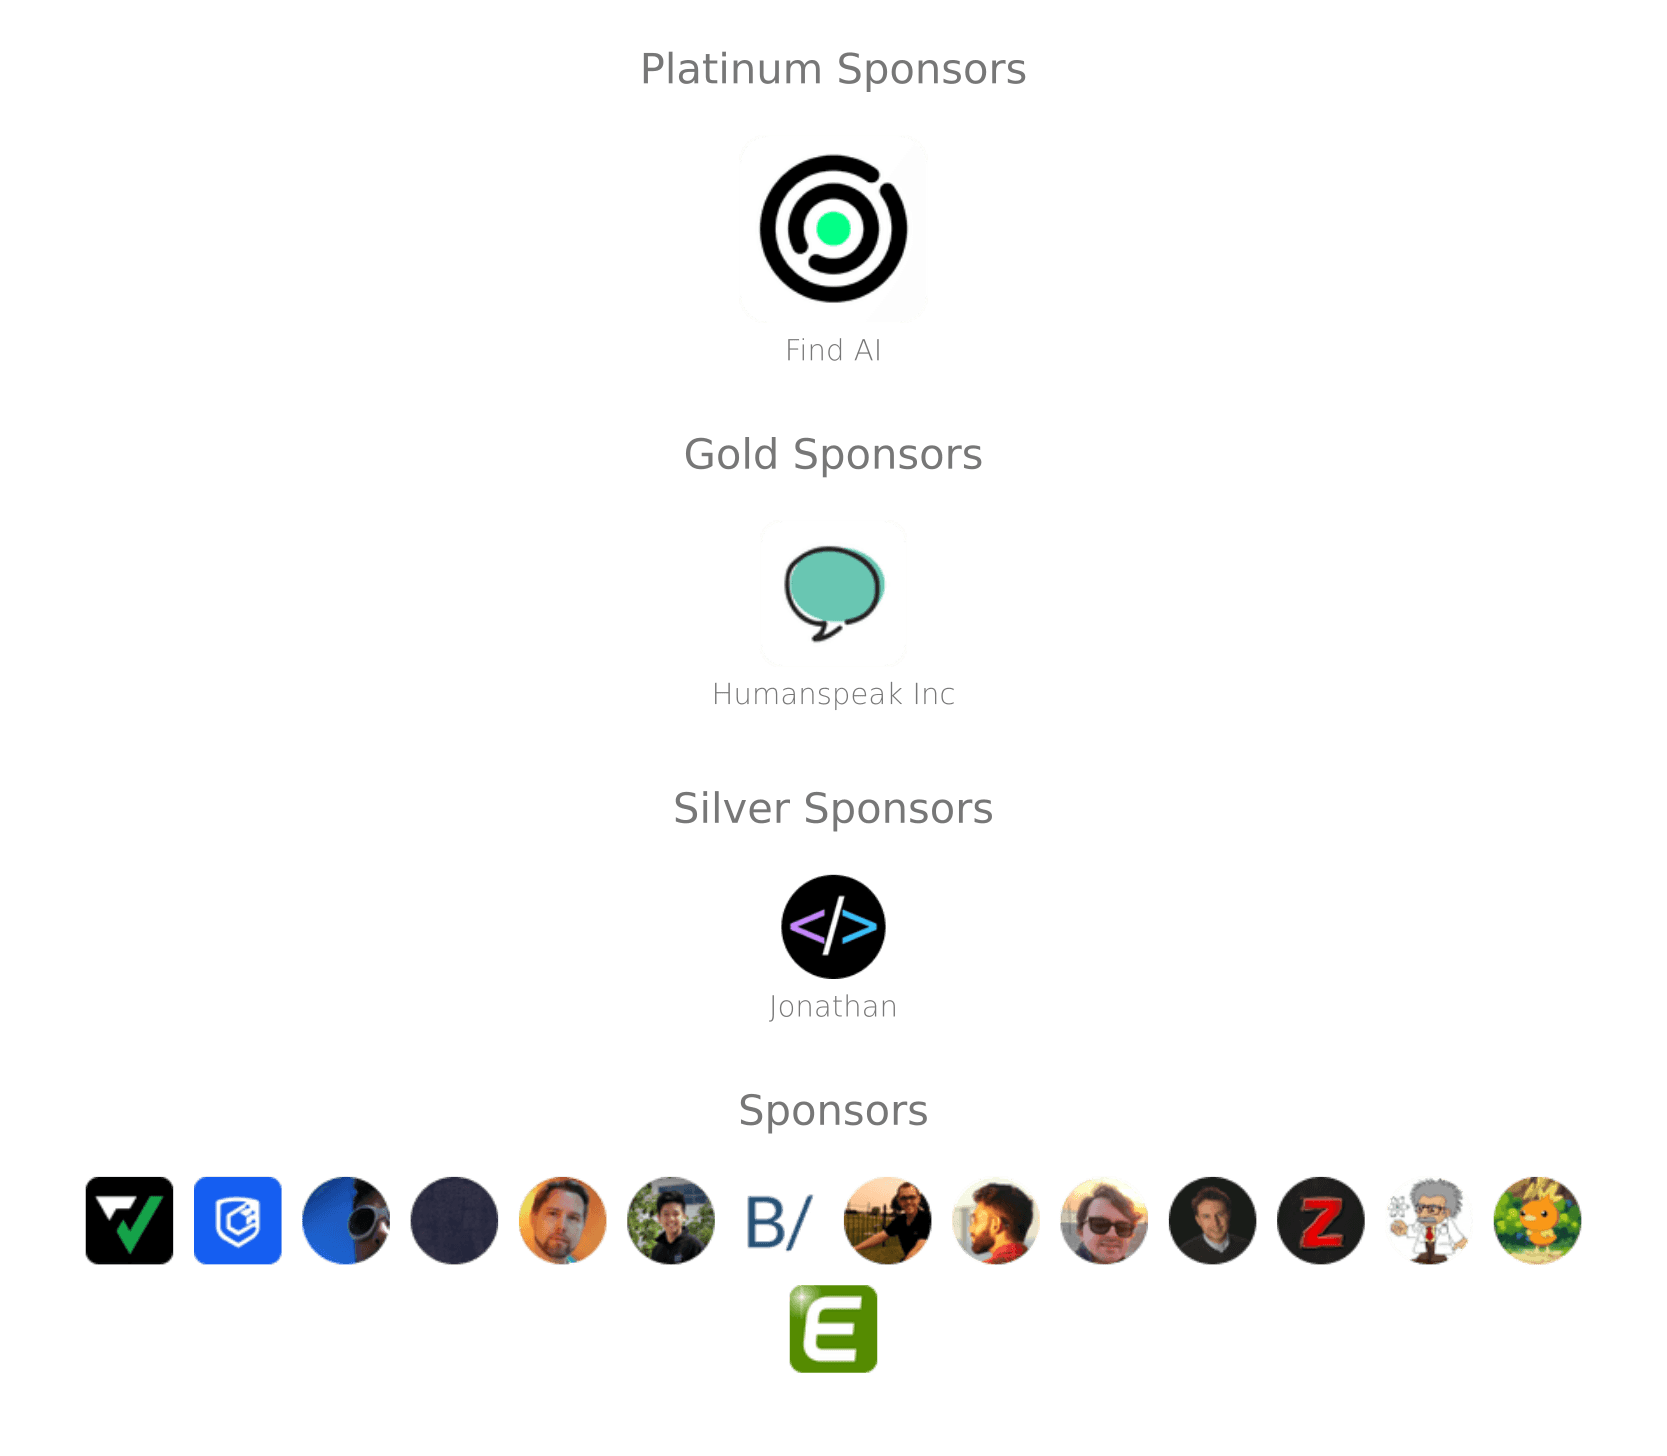 Platinum Sponsors
Find AI
Gold Sponsors
Humanspeak Inc
Silver Sponsors
</>
Jonathan
Sponsors
B/
Z
E